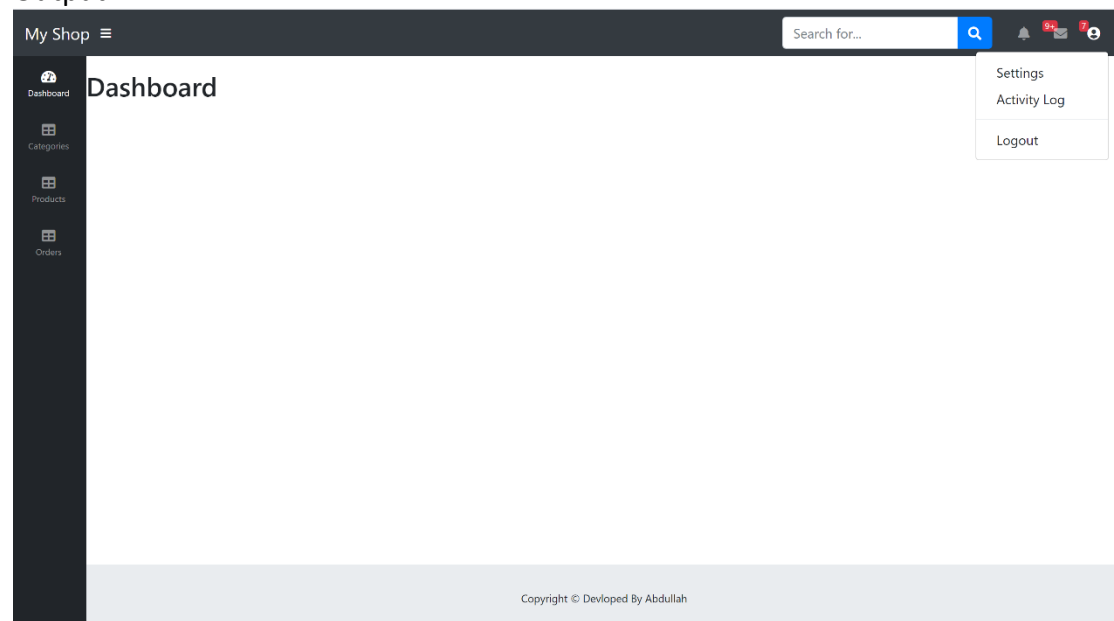 My Shop
Search for...
9+
7
Settings
Activity Log
Logout
Dashboard
Dashboard
Categories
Products
Orders
Copyright © Devloped By Abdullah